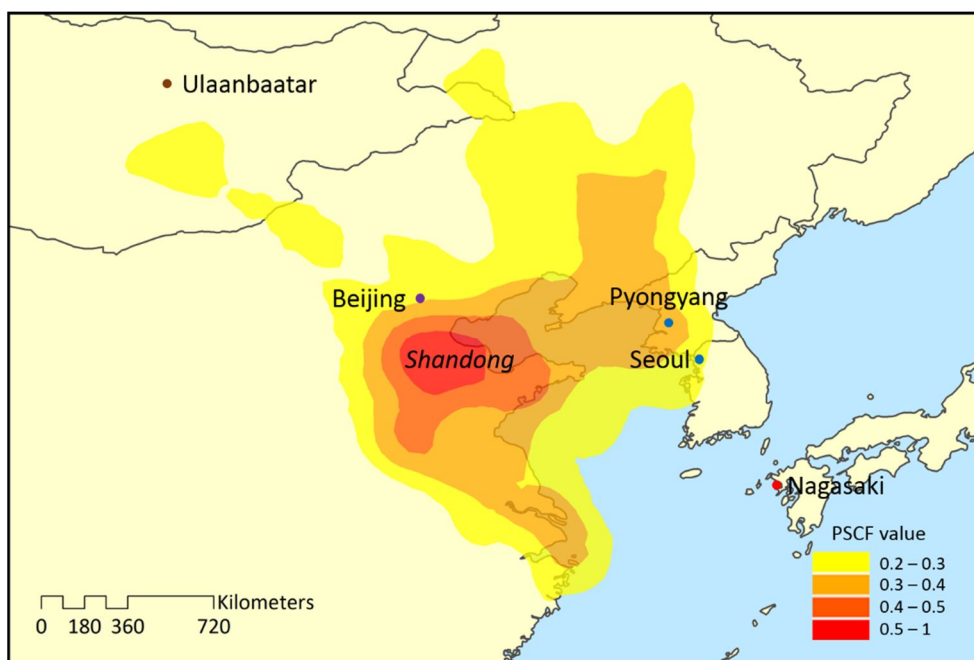 Ulaanbaatar
Beijing
Pyongyang
Shandong
Seoul
Nagasaki
PSCF value
0.2 – 0.3
0.3 – 0.4
0.4 – 0.5
0.5 – 1
Kilometers
0 180 360 720